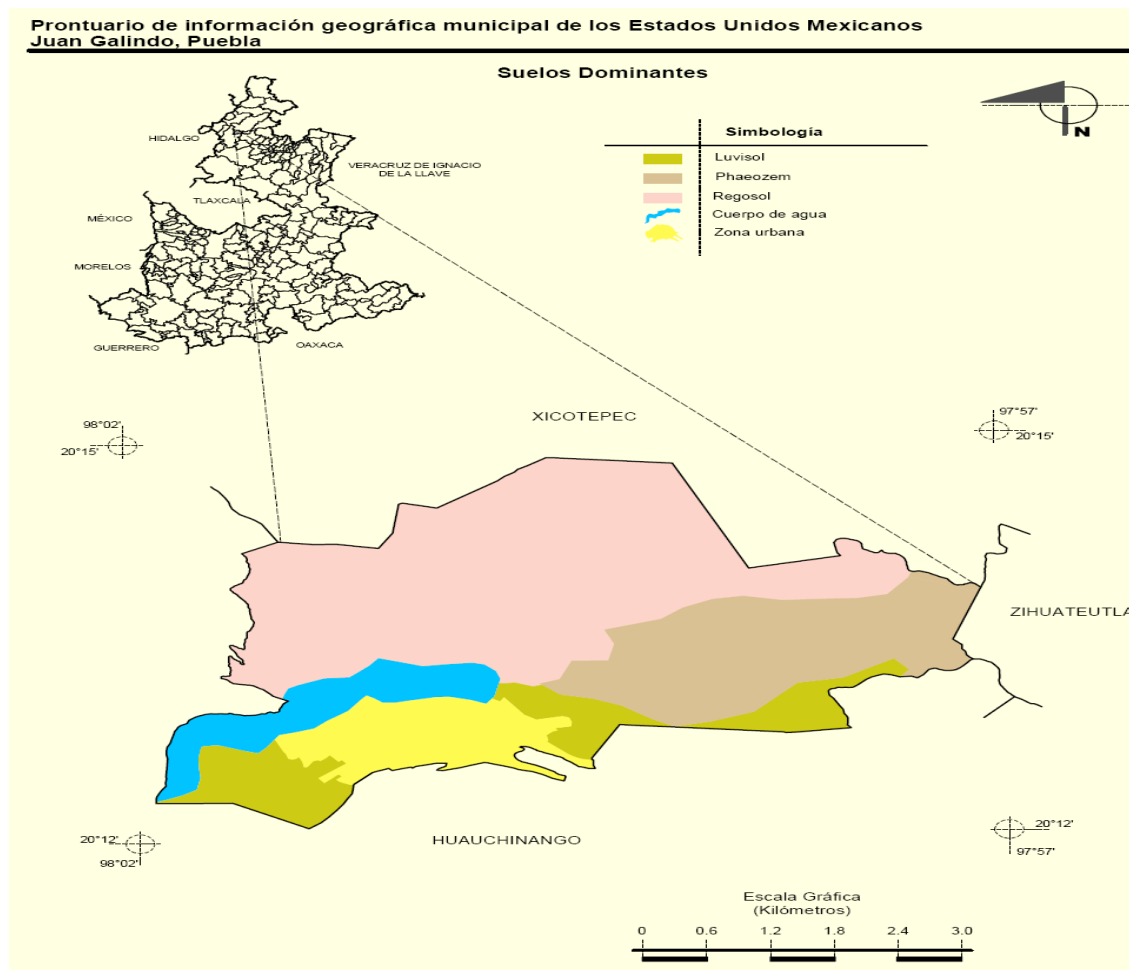 Prontuario de información geográfica municipal de los Estados Unidos Mexicanos
Juan Galindo, Puebla
Suelos Dominantes
HIDALGO
VERACRUZ DE IGNACIO
DE LA LLAVE
TLAXCALA
MÉXICO
MORELOS
GUERRERO
OAXACA
N
Simbología
Luvisol
Phaeozem
Regosol
Cuerpo de agua
Zona urbana
XICOTEPEC
98°02'
20°15'
97°57'
20°15'
ZIHUATEUTLA
HUAUCHINANGO
20°12'
98°02'
20°12'
97°57'
Escala Gráfica
(Kilómetros)
0 0.6 1.2 1.8 2.4 3.0